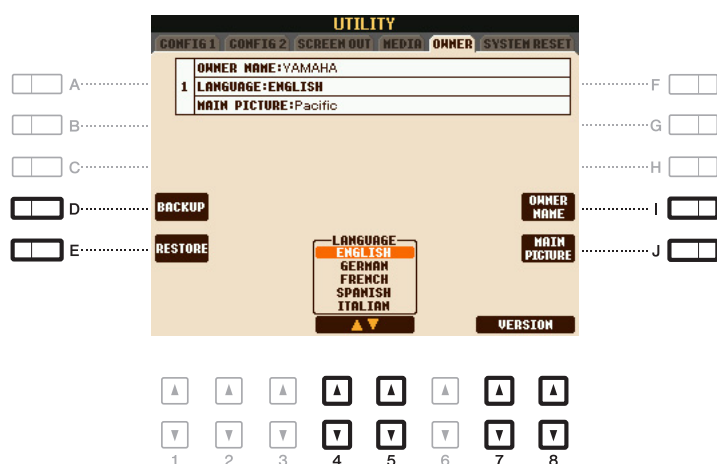 UTILITY
CONFIG 1 CONFIG 2 SCREEN OUT MEDIA OWNER SYSTEM RESET
OWNER NAME:YAMAHA
1 LANGUAGE:ENGLISH
MAIN PICTURE:Pacific
A
F
B
G
C
H
D
BACKUP
OWNER
NAME
I
E
RESTORE
MAIN
PICTURE
J
LANGUAGE
ENGLISH
GERMAN
FRENCH
SPANISH
ITALIAN
VERSION
1 2 3 4 5 6 7 8